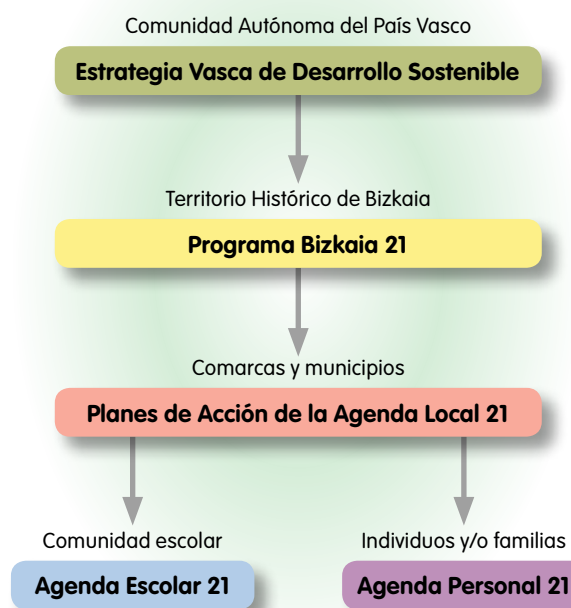 Comunidad Autónoma del País Vasco
Estrategia Vasca de Desarrollo Sostenible
Territorio Histórico de Bizkaia
Programa Bizkaia 21
Comarcas y municipios
Planes de Acción de la Agenda Local 21
Comunidad escolar
Agenda Escolar 21
Individuos y/o familias
Agenda Personal 21